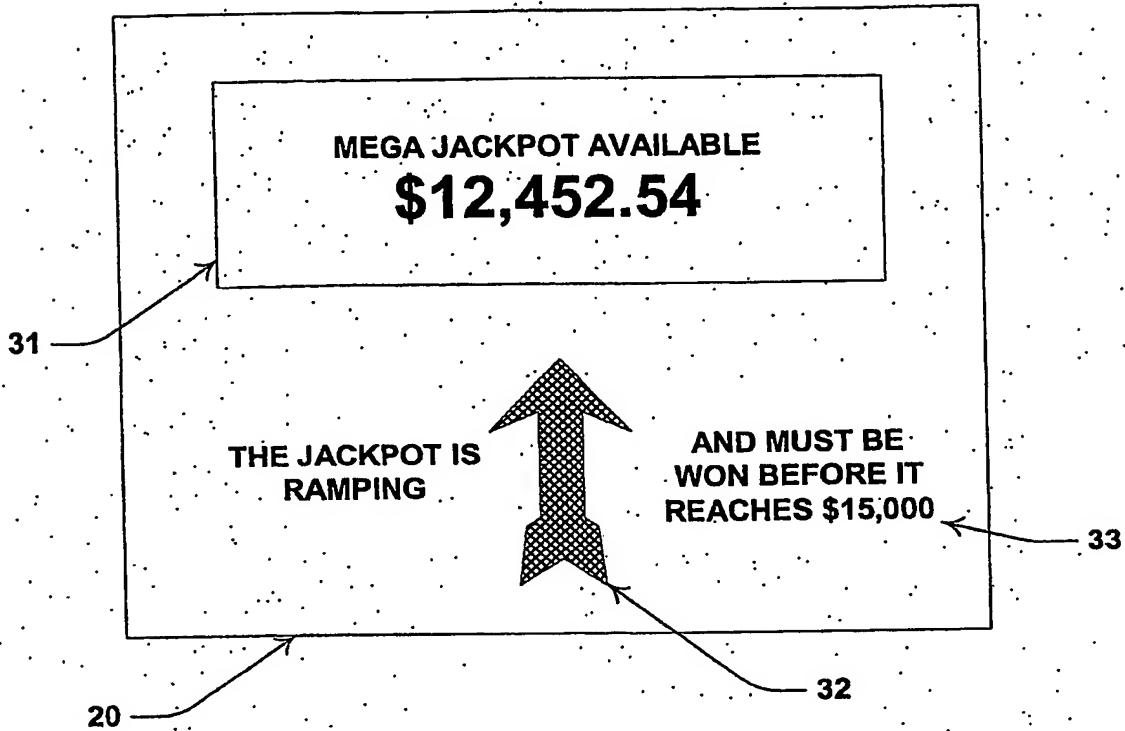 MEGA JACKPOT AVAILABLE
$12,452.54
31
THE JACKPOT IS
RAMPING
AND MUST BE
WON BEFORE IT
REACHES $15,000
33
32
20